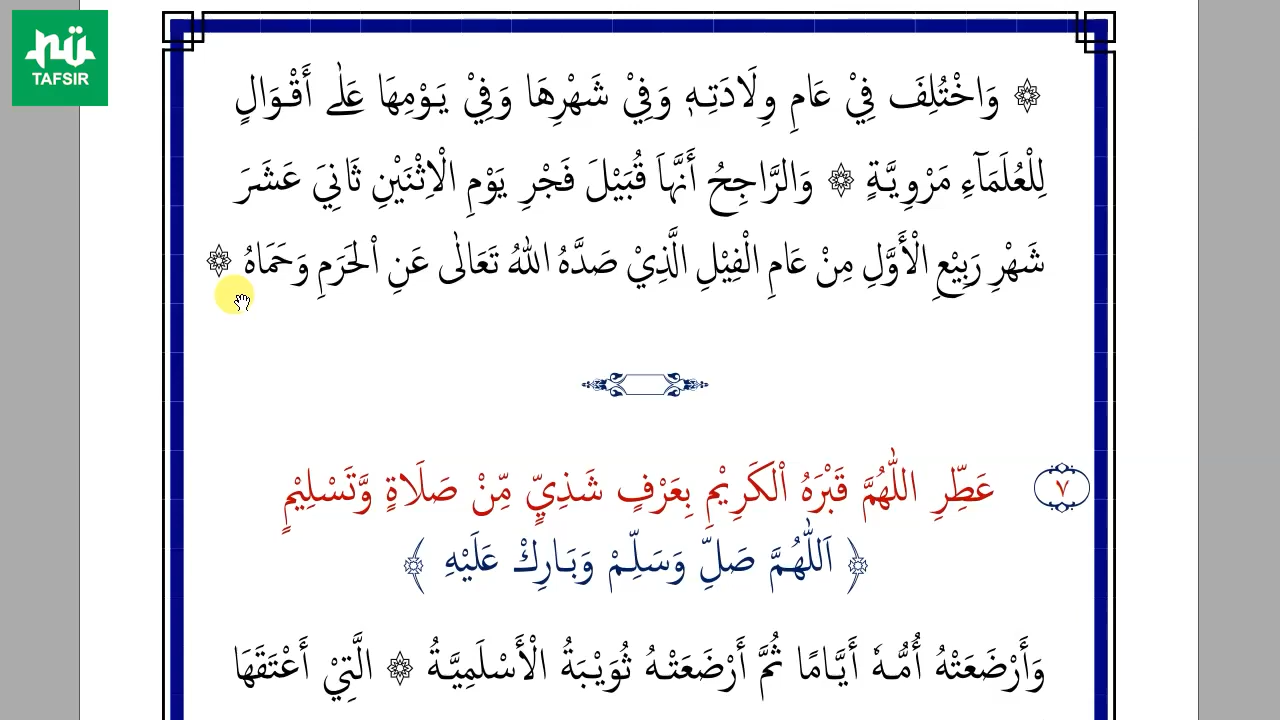 نُـُ
TAFSIR
۞ وَاخْتُلِفَ فِيْ عَامِ وِلَادَتِهٖ وَفِيْ شَهْرِهَا وَفِيْ يَوْمِهَا عَلٰى أَقْوَالٍ
لِلْعُلَمَآءِ مَرْوِيَّةٍ ۞ وَالرَّاجِحُ أَنَّهَا قُبَيْلَ فَجْرِ يَوْمِ الْاِثْنَيْنِ ثَانِيَ عَشَرَ
شَهْرِ رَبِيْعِ الْأَوَّلِ مِنْ عَامِ الْفِيْلِ الَّذِيْ صَدَّهُ اللهُ تَعَالٰى عَنِ الْحَرَمِ وَحَمَاهُ ۞
٧ عَطِّرِ اللّٰهُمَّ قَبْرَهُ الْكَرِيْمِ بِعَرْفٍ شَذِيٍّ مِّنْ صَلَاةٍ وَّتَسْلِيْمٍ
﴿ اَللّٰهُمَّ صَلِّ وَسَلِّمْ وَبَارِكْ عَلَيْهِ ﴾
وَأَرْضَعَتْهُ أُمُّهٗ أَيَّامًا ثُمَّ أَرْضَعَتْهُ ثُوَيْبَةُ الْأَسْلَمِيَّةُ ۞ الَّتِيْ أَعْتَقَهَا